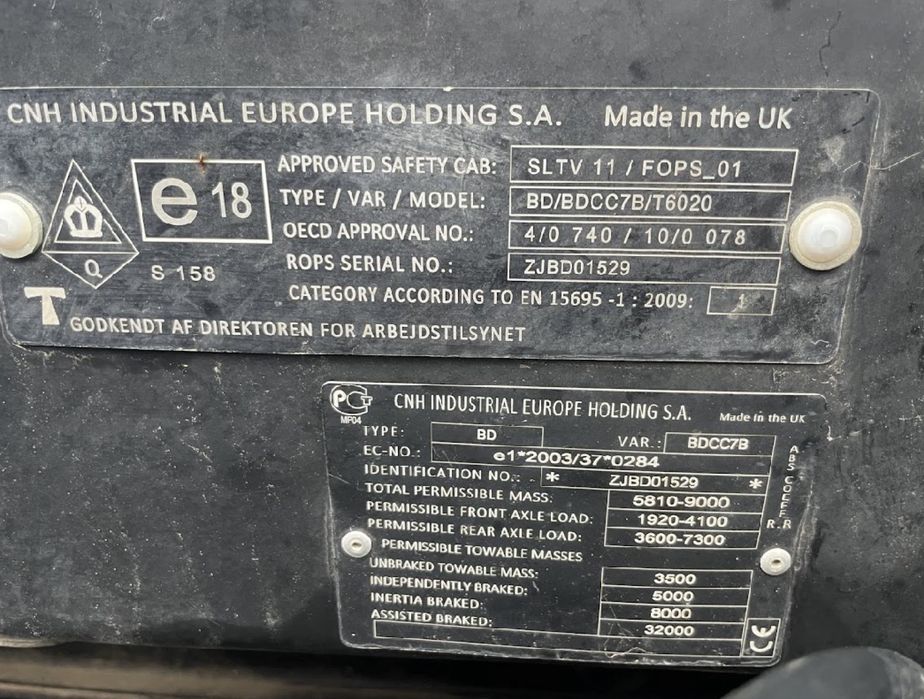 CNH INDUSTRIAL EUROPE HOLDING S.A. Made in the UK
e 18
Q
S 158
APPROVED SAFETY CAB: SLTV 11 / FOPS_01
TYPE / VAR / MODEL: BD/BDCC7B/T6020
OECD APPROVAL NO.: 4/0 740 / 10/0 078
ROPS SERIAL NO.: ZJBD01529
CATEGORY ACCORDING TO EN 15695 -1 : 2009: 1
T GODKENDT AF DIREKTOREN FOR ARBEJDSTILSYNET
PCT CNH INDUSTRIAL EUROPE HOLDING S.A. Made in the UK
MP04
TYPE: BD VAR.: BDCC7B
EC-NO.: e1*2003/37*0284
IDENTIFICATION NO.: * ZJBD01529 *
TOTAL PERMISSIBLE MASS: 5810-9000
PERMISSIBLE FRONT AXLE LOAD: 1920-4100
PERMISSIBLE REAR AXLE LOAD: 3600-7300
PERMISSIBLE TOWABLE MASSES
UNBRAKED TOWABLE MASS: 3500
INDEPENDENTLY BRAKED: 5000
INERTIA BRAKED: 8000
ASSISTED BRAKED: 32000
ABS COEFF R.R
CE